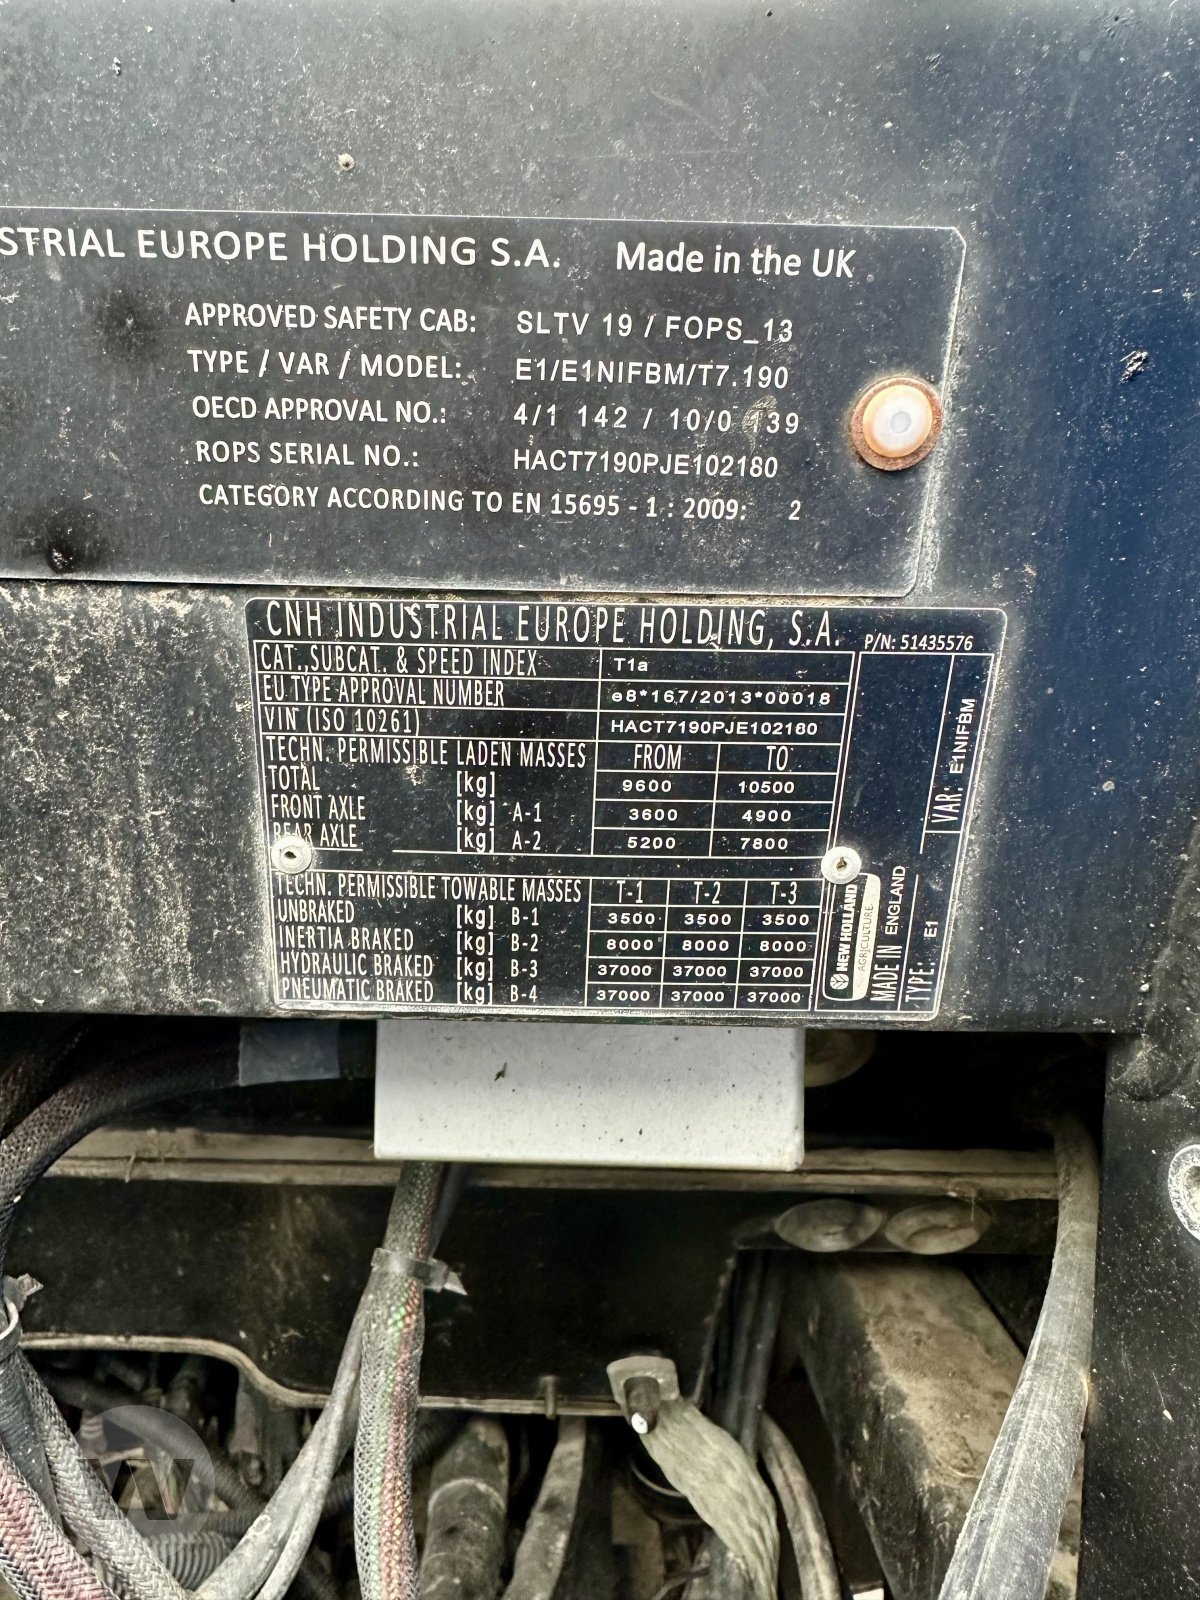 STRIAL EUROPE HOLDING S.A. Made in the UK
APPROVED SAFETY CAB: SLTV 19 / FOPS_13
TYPE / VAR / MODEL: E1/E1NIFBM/T7.190
OECD APPROVAL NO.: 4/1 142 / 10/0 139
ROPS SERIAL NO.: HACT7190PJE102180
CATEGORY ACCORDING TO EN 15695 - 1 : 2009: 2
CNH INDUSTRIAL EUROPE HOLDING, S.A. P/N: 51435576
CAT.,SUBCAT. & SPEED INDEX T1a
EU TYPE APPROVAL NUMBER e8*167/2013*00018
VIN (ISO 10261) HACT7190PJE102180
TECHN. PERMISSIBLE LADEN MASSES FROM TO
TOTAL [kg] 9600 10500
FRONT AXLE [kg] A-1 3600 4900
REAR AXLE [kg] A-2 5200 7800
TECHN. PERMISSIBLE TOWABLE MASSES T-1 T-2 T-3
UNBRAKED [kg] B-1 3500 3500 3500
INERTIA BRAKED [kg] B-2 8000 8000 8000
HYDRAULIC BRAKED [kg] B-3 37000 37000 37000
PNEUMATIC BRAKED [kg] B-4 37000 37000 37000
NEW HOLLAND
AGRICULTURE
MADE IN ENGLAND
TYPE: E1
VAR: E1NIFBM